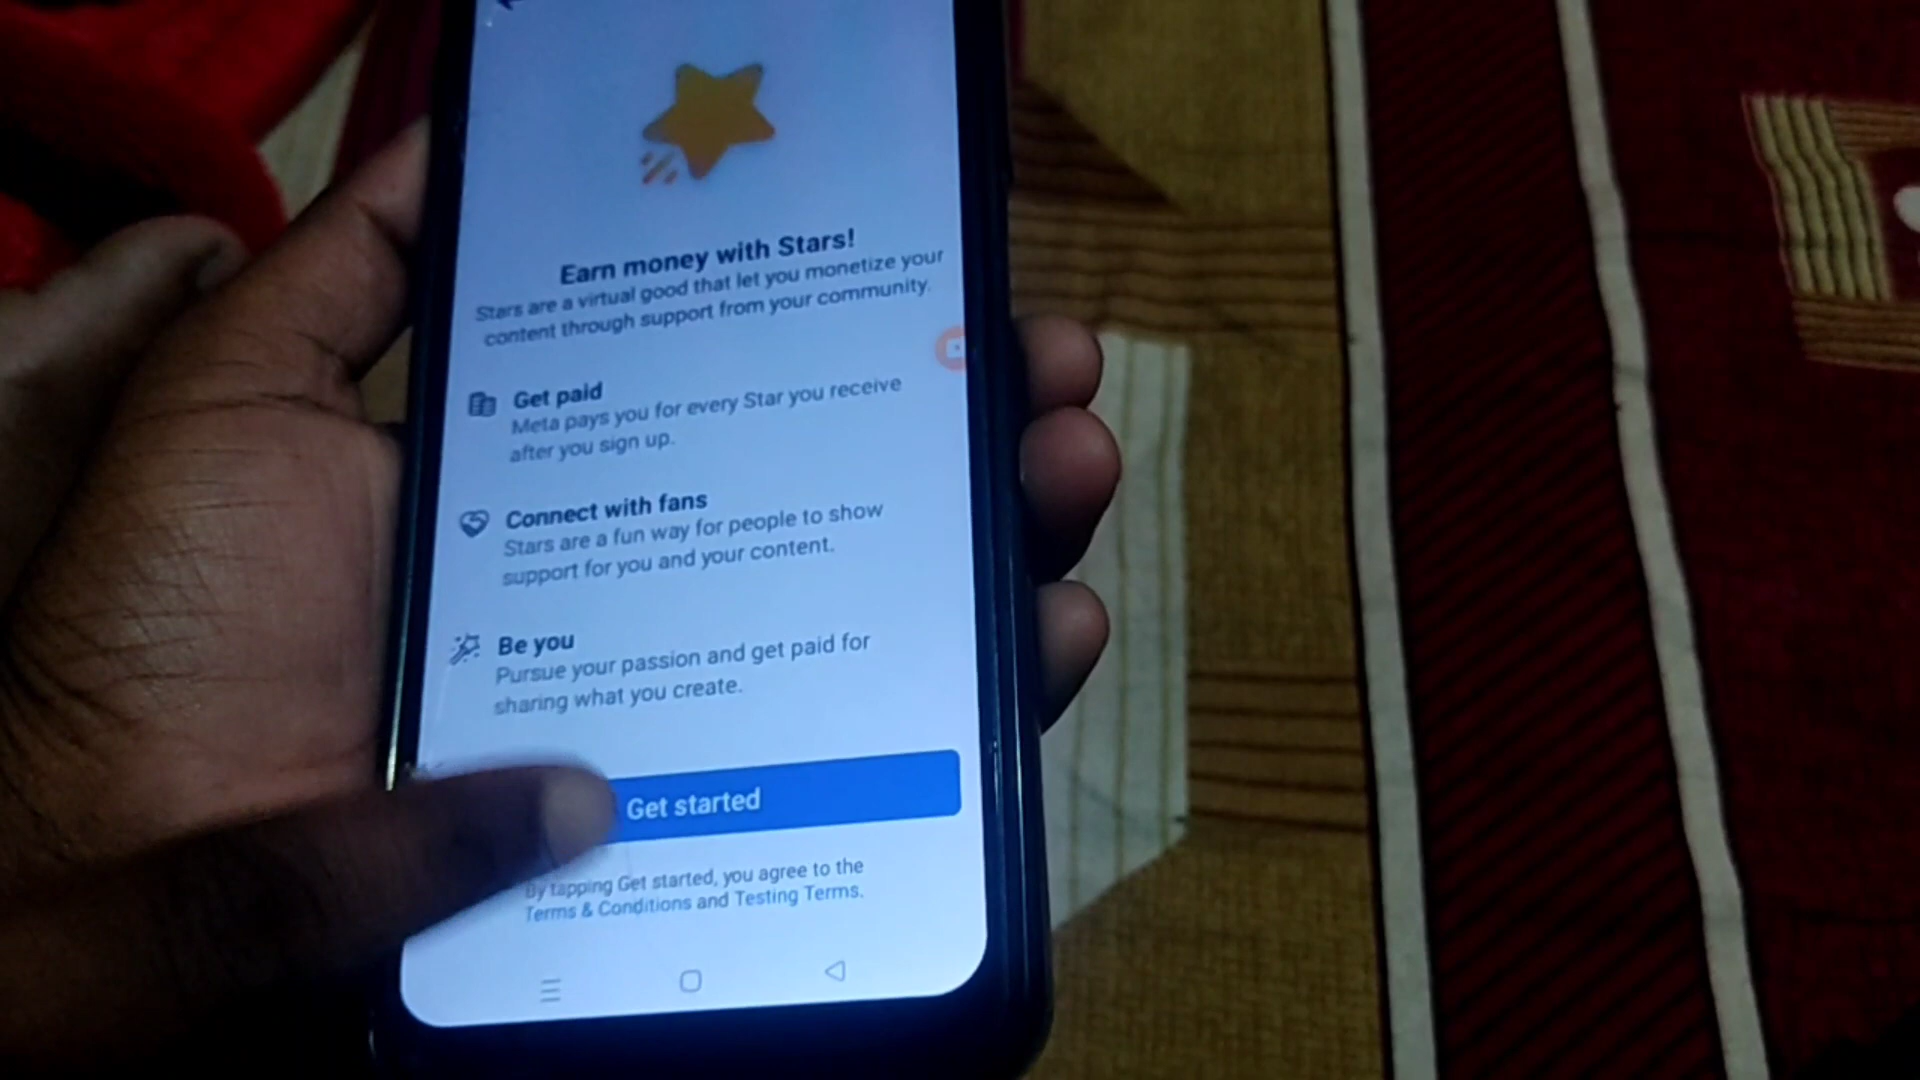 Earn money with Stars!
Stars are a virtual good that let you monetize your
content through support from your community.
Get paid
Meta pays you for every Star you receive
after you sign up.
Connect with fans
Stars are a fun way for people to show
support for you and your content.
Be you
Pursue your passion and get paid for
sharing what you create.
Get started
By tapping Get started, you agree to the
Terms & Conditions and Testing Terms.